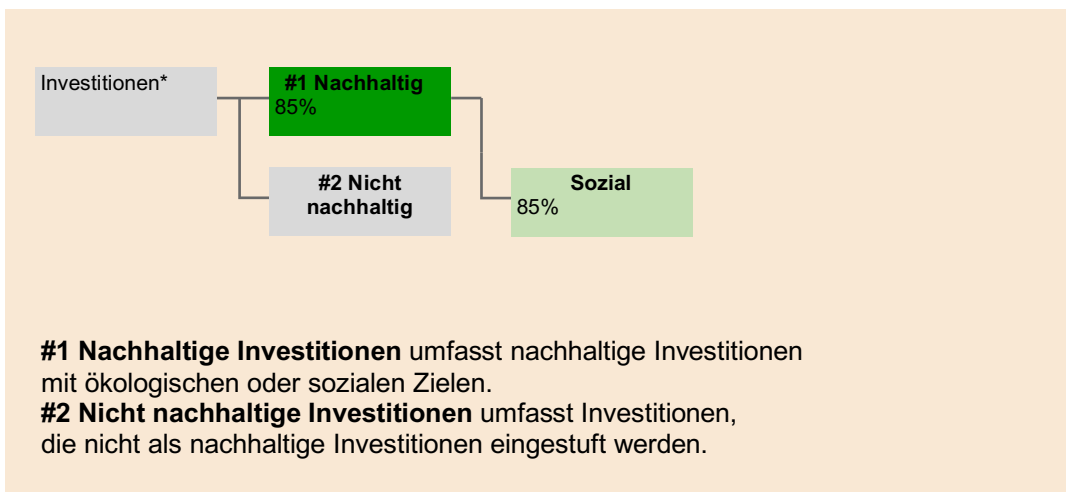 Investitionen*
#1 Nachhaltig
85%
#2 Nicht
nachhaltig
Sozial
85%
#1 Nachhaltige Investitionen umfasst nachhaltige Investitionen
mit ökologischen oder sozialen Zielen.
#2 Nicht nachhaltige Investitionen umfasst Investitionen,
die nicht als nachhaltige Investitionen eingestuft werden.